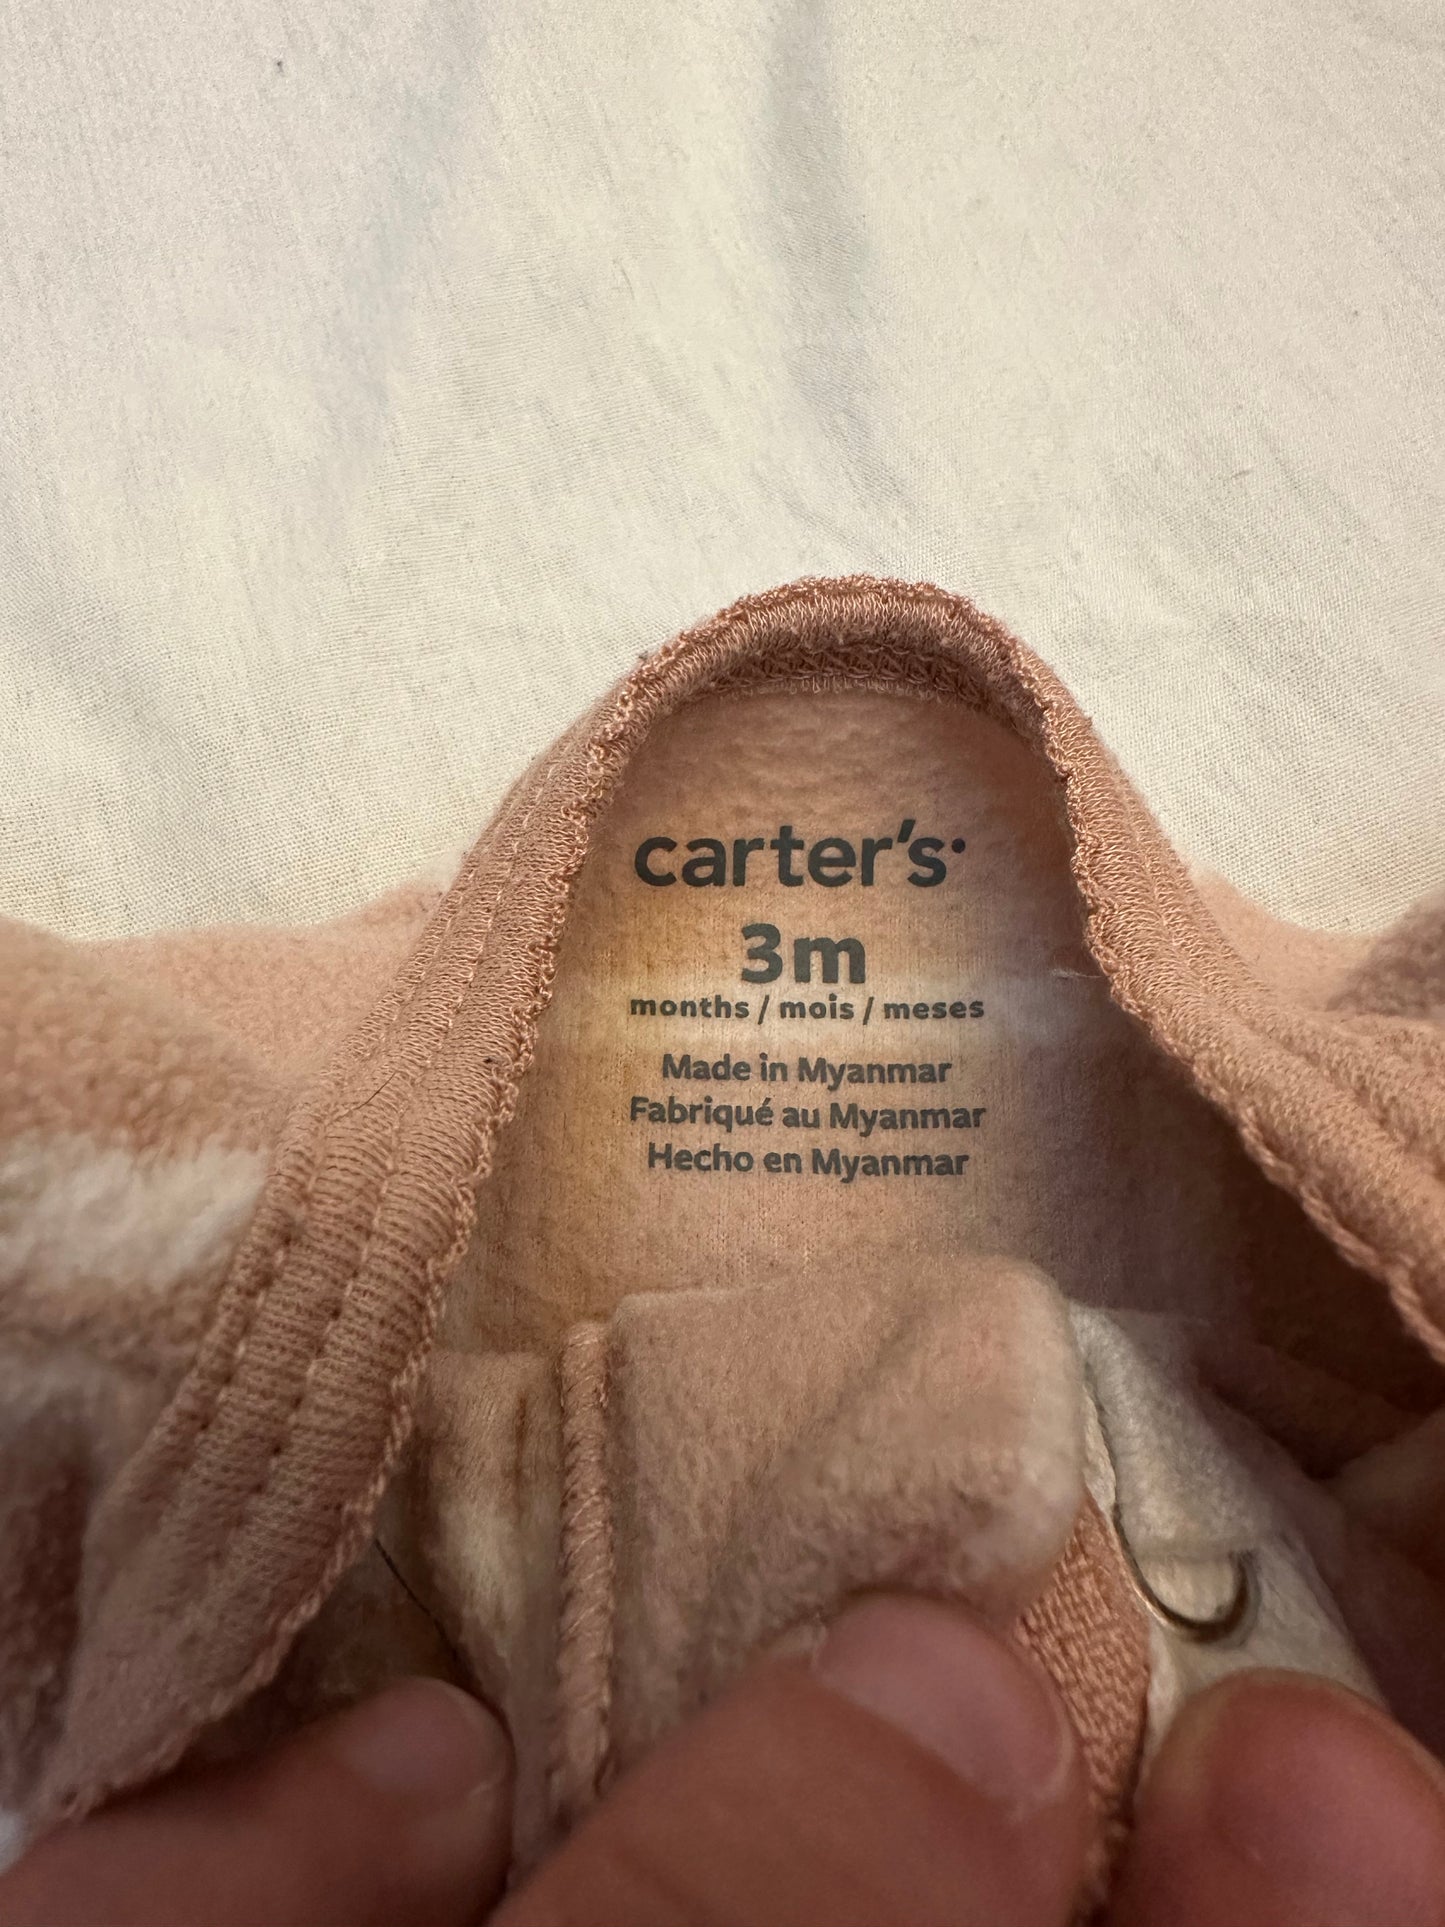 carter's
3m
months / mois / meses
Made in Myanmar
Fabriqué au Myanmar
Hecho en Myanmar